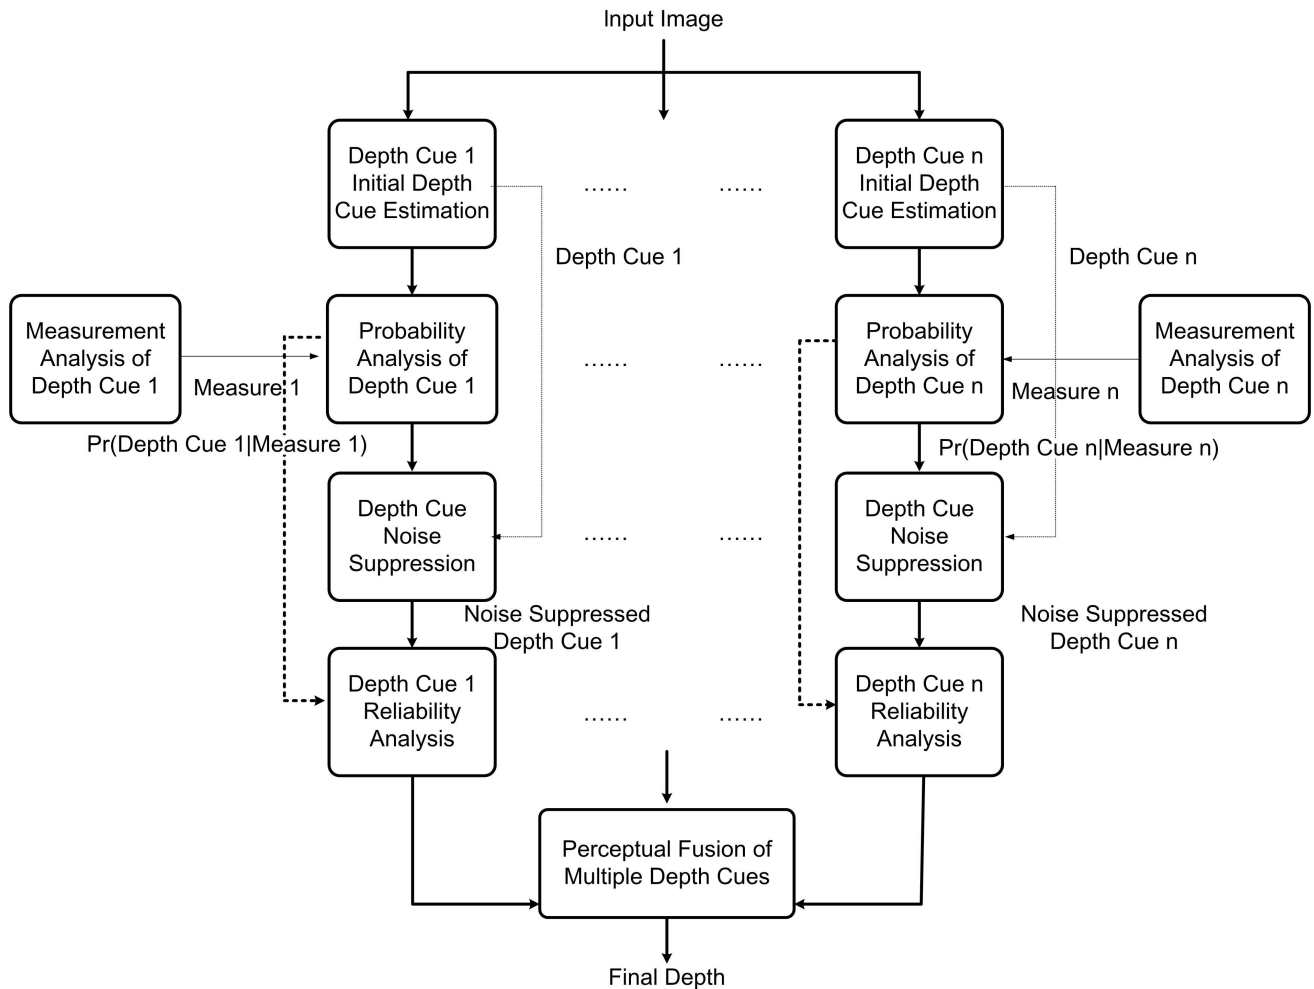 Input Image
Depth Cue 1
Initial Depth
Cue Estimation
......
......
Depth Cue n
Initial Depth
Cue Estimation
Depth Cue 1
Depth Cue n
Measurement
Analysis of
Depth Cue 1
Measure 1
Probability
Analysis of
Depth Cue 1
......
......
Probability
Analysis of
Depth Cue n
Measure n
Measurement
Analysis of
Depth Cue n
Pr(Depth Cue 1|Measure 1)
Pr(Depth Cue n|Measure n)
Depth Cue
Noise
Suppression
......
......
Depth Cue
Noise
Suppression
Noise Suppressed
Depth Cue 1
Noise Suppressed
Depth Cue n
Depth Cue 1
Reliability
Analysis
......
......
Depth Cue n
Reliability
Analysis
Perceptual Fusion of
Multiple Depth Cues
Final Depth